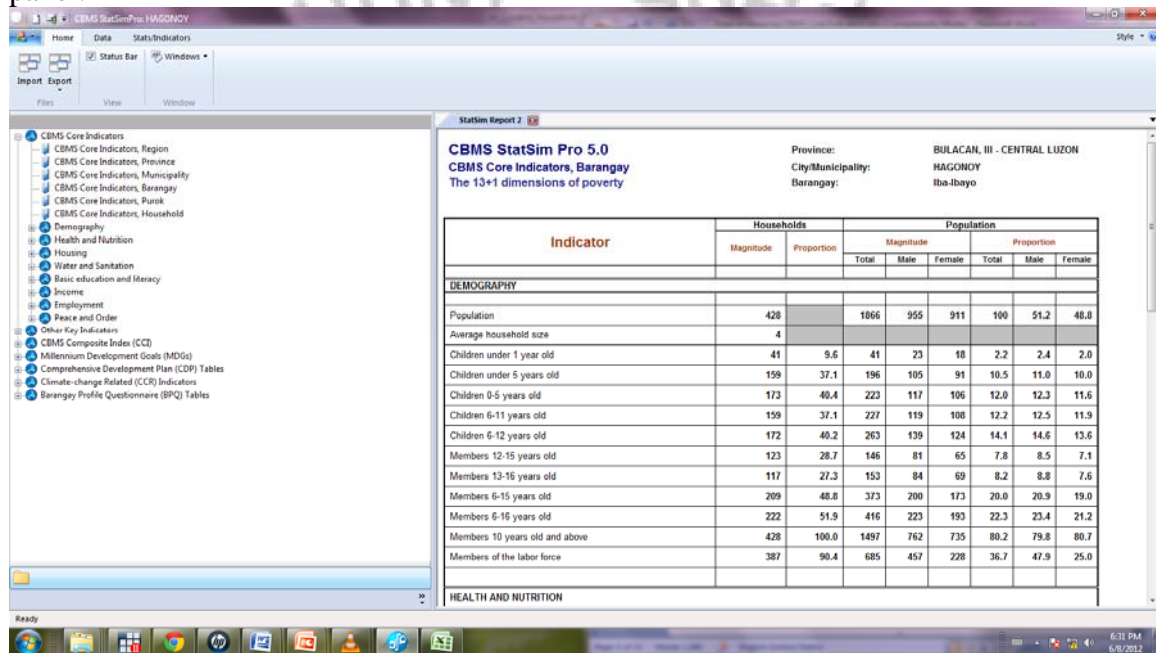 CBMS StatSimPro: HAGONOY
Home Data Stats/Indicators Style
Import Export Status Bar Windows
Files View Window
StatSim Report 2
CBMS Core Indicators
CBMS Core Indicators, Region
CBMS Core Indicators, Province
CBMS Core Indicators, Municipality
CBMS Core Indicators, Barangay
CBMS Core Indicators, Purok
CBMS Core Indicators, Household
Demography
Health and Nutrition
Housing
Water and Sanitation
Basic education and literacy
Income
Employment
Peace and Order
Other Key Indicators
CBMS Composite Index (CCI)
Millennium Development Goals (MDGs)
Comprehensive Development Plan (CDP) Tables
Climate-change Related (CCR) Indicators
Barangay Profile Questionnaire (BPQ) Tables
CBMS StatSim Pro 5.0 Province: BULACAN, III - CENTRAL LUZON
CBMS Core Indicators, Barangay City/Municipality: HAGONOY
The 13+1 dimensions of poverty Barangay: Iba-Ibayo
Indicator Households Population
Magnitude Proportion Magnitude Proportion
Total Male Female Total Male Female
DEMOGRAPHY
Population 428 1866 955 911 100 51.2 48.8
Average household size 4
Children under 1 year old 41 9.6 41 23 18 2.2 2.4 2.0
Children under 5 years old 159 37.1 196 105 91 10.5 11.0 10.0
Children 0-5 years old 173 40.4 223 117 106 12.0 12.3 11.6
Children 6-11 years old 159 37.1 227 119 108 12.2 12.5 11.9
Children 6-12 years old 172 40.2 263 139 124 14.1 14.6 13.6
Members 12-15 years old 123 28.7 146 81 65 7.8 8.5 7.1
Members 13-16 years old 117 27.3 153 84 69 8.2 8.8 7.6
Members 6-15 years old 209 48.8 373 200 173 20.0 20.9 19.0
Members 6-16 years old 222 51.9 416 223 193 22.3 23.4 21.2
Members 10 years old and above 428 100.0 1497 762 735 80.2 79.8 80.7
Members of the labor force 387 90.4 685 457 228 36.7 47.9 25.0
HEALTH AND NUTRITION
Ready
6:31 PM
6/8/2012